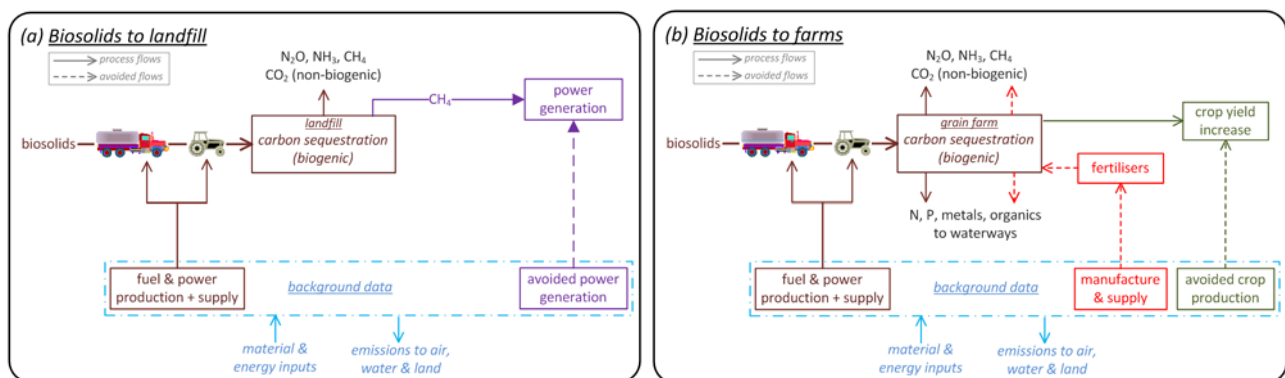 (a) Biosolids to landfill
process flows
avoided flows
N₂O, NH₃, CH₄
CO₂ (non-biogenic)
CH₄
power
generation
biosolids
landfill
carbon sequestration
(biogenic)
fuel & power
production + supply
background data
avoided power
generation
material &
energy inputs
emissions to air,
water & land
(b) Biosolids to farms
process flows
avoided flows
N₂O, NH₃, CH₄
CO₂ (non-biogenic)
biosolids
grain farm
carbon sequestration
(biogenic)
crop yield
increase
fertilisers
N, P, metals, organics
to waterways
fuel & power
production + supply
background data
manufacture
& supply
avoided crop
production
material &
energy inputs
emissions to air,
water & land